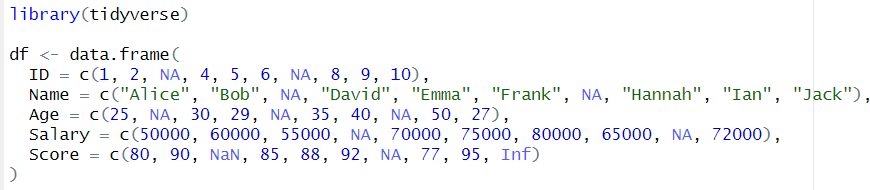 library(tidyverse)
df <- data.frame(
ID = c(1, 2, NA, 4, 5, 6, NA, 8, 9, 10),
Name = c("Alice", "Bob", NA, "David", "Emma", "Frank", NA, "Hannah", "Ian", "Jack"),
Age = c(25, NA, 30, 29, NA, 35, 40, NA, 50, 27),
Salary = c(50000, 60000, 55000, NA, 70000, 75000, 80000, 65000, NA, 72000),
Score = c(80, 90, NaN, 85, 88, 92, NA, 77, 95, Inf)
)